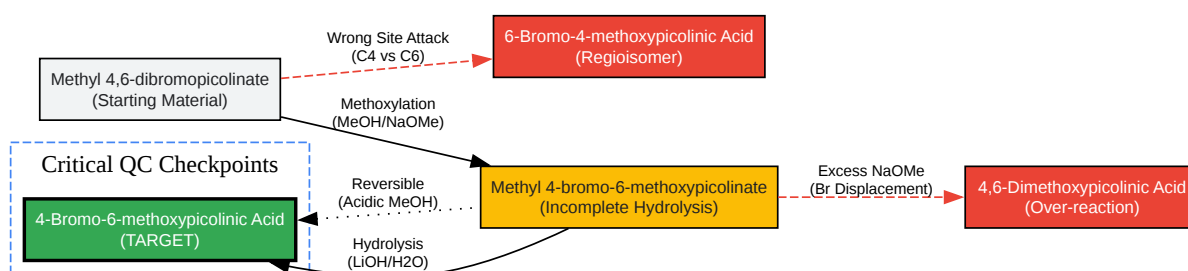 Wrong Site Attack
(C4 vs C6)
6-Bromo-4-methoxypicolinic Acid
(Regioisomer)
Methyl 4,6-dibromopicolinate
(Starting Material)
Methoxylation
(MeOH/NaOMe)
Critical QC Checkpoints
4-Bromo-6-methoxypicolinic Acid
(TARGET)
Reversible
(Acidic MeOH)
Hydrolysis
(LiOH/H2O)
Methyl 4-bromo-6-methoxypicolinate
(Incomplete Hydrolysis)
Excess NaOMe
(Br Displacement)
4,6-Dimethoxypicolinic Acid
(Over-reaction)